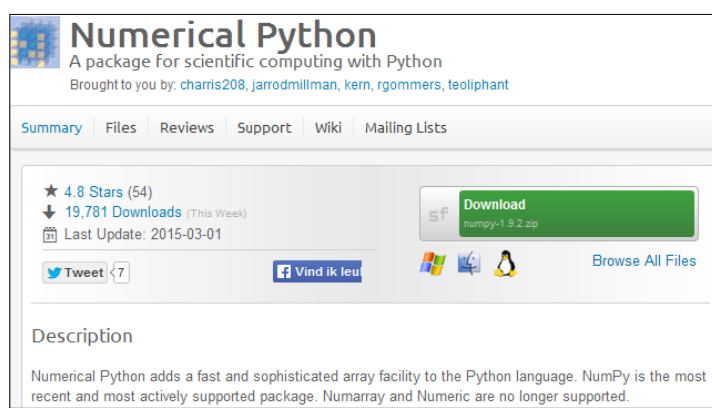 Numerical Python
A package for scientific computing with Python
Brought to you by: charris208, jarrodmillman, kern, rgommers, teoliphant
Summary Files Reviews Support Wiki Mailing Lists
4.8 Stars (54)
19,781 Downloads (This Week)
31 Last Update: 2015-03-01
sf Download
numpy-1.9.2.zip
Tweet 7 Vind ik leu
Browse All Files
Description
Numerical Python adds a fast and sophisticated array facility to the Python language. NumPy is the most
recent and most actively supported package. Numarray and Numeric are no longer supported.